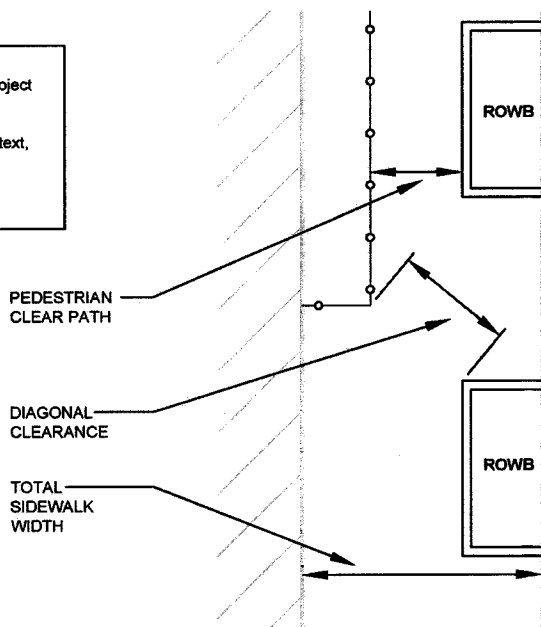 oject
text,
ROWB
PEDESTRIAN
CLEAR PATH
DIAGONAL
CLEARANCE
ROWB
TOTAL
SIDEWALK
WIDTH